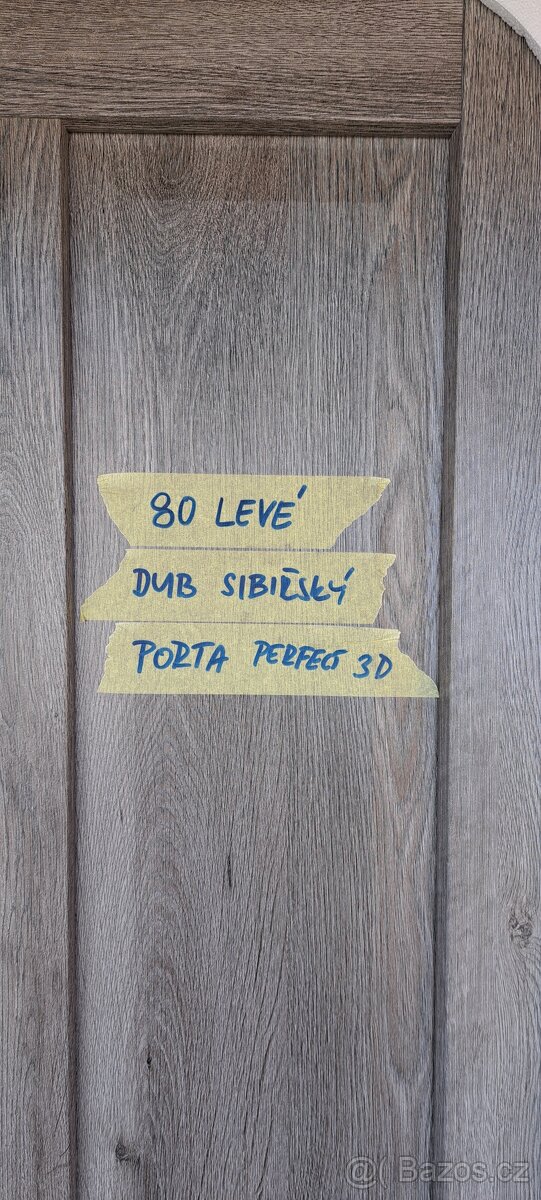 80 LEVÉ
DUB SIBIŘSKÝ
PORTA PERFECT 3D
@( Bazos.cz